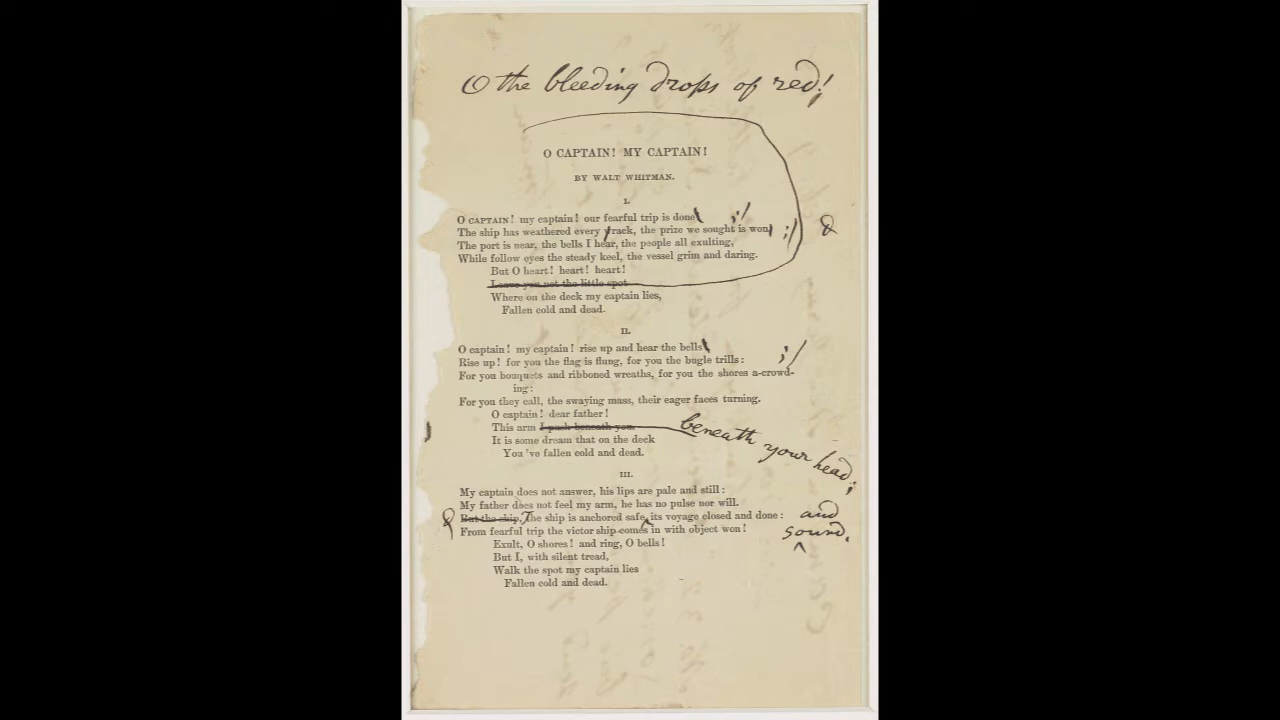 O the bleeding drops of red!
O CAPTAIN! MY CAPTAIN!
BY WALT WHITMAN.
I.
O CAPTAIN! my captain! our fearful trip is done ;/
The ship has weathered every wrack, the prize we sought is won, ;/
The port is near, the bells I hear, the people all exulting,
While follow eyes the steady keel, the vessel grim and daring.
But O heart! heart! heart!
Leave you not the little spot
Where on the deck my captain lies,
Fallen cold and dead.
II.
O captain! my captain! rise up and hear the bells ;/
Rise up! for you the flag is flung, for you the bugle trills:
For you bouquets and ribboned wreaths, for you the shores a-crowd-
ing:
For you they call, the swaying mass, their eager faces turning.
O captain! dear father!
This arm I push beneath you. beneath your head;
It is some dream that on the deck
You 've fallen cold and dead.
III.
My captain does not answer, his lips are pale and still:
My father does not feel my arm, he has no pulse nor will.
But the ship, The ship is anchored safe, its voyage closed and done: and
From fearful trip the victor ship comes in with object won! sound,
Exult, O shores! and ring, O bells!
But I, with silent tread,
Walk the spot my captain lies
Fallen cold and dead.